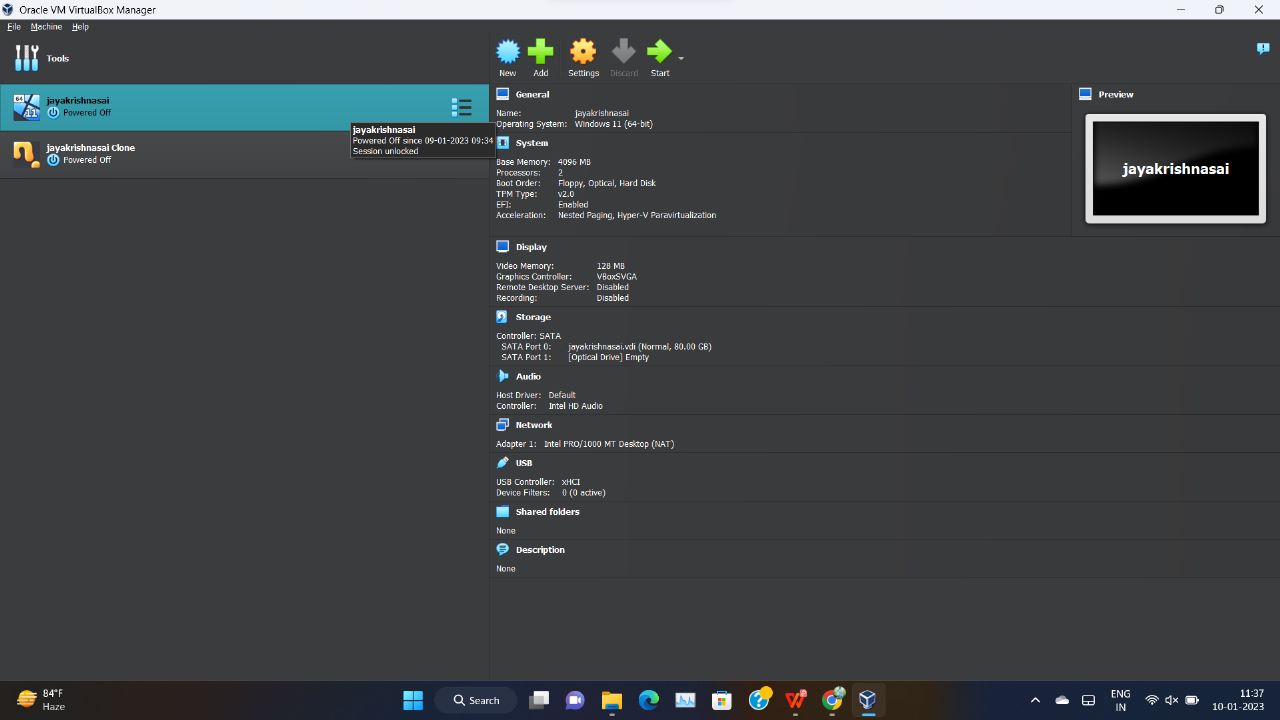 Oracle VM VirtualBox Manager
File Machine Help
Tools
New Add Settings Discard Start
64
11
jayakrishnasai
Powered Off
jayakrishnasai
Powered Off since 09-01-2023 09:34
Session unlocked
jayakrishnasai Clone
Powered Off
General
Name: jayakrishnasai
Operating System: Windows 11 (64-bit)
System
Base Memory: 4096 MB
Processors: 2
Boot Order: Floppy, Optical, Hard Disk
TPM Type: v2.0
EFI: Enabled
Acceleration: Nested Paging, Hyper-V Paravirtualization
Preview
jayakrishnasai
Display
Video Memory: 128 MB
Graphics Controller: VBoxSVGA
Remote Desktop Server: Disabled
Recording: Disabled
Storage
Controller: SATA
SATA Port 0: jayakrishnasai.vdi (Normal, 80.00 GB)
SATA Port 1: [Optical Drive] Empty
Audio
Host Driver: Default
Controller: Intel HD Audio
Network
Adapter 1: Intel PRO/1000 MT Desktop (NAT)
USB
USB Controller: xHCI
Device Filters: 0 (0 active)
Shared folders
None
Description
None
84°F
Haze
Search
ENG
IN
11:37
10-01-2023